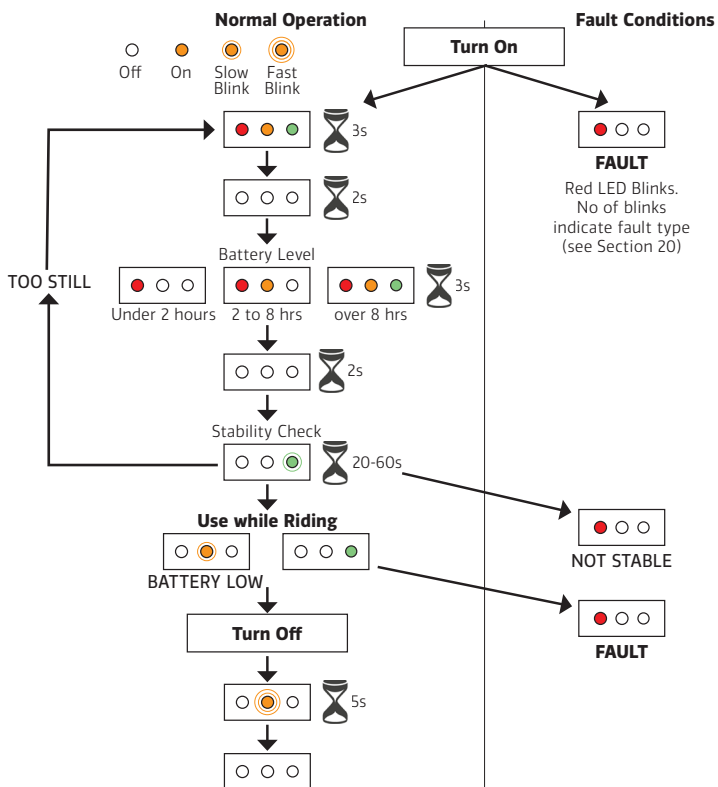 Normal Operation
Fault Conditions
Turn On
Off
On
Slow
Blink
Fast
Blink
3s
FAULT
Red LED Blinks.
No of blinks
indicate fault type
(see Section 20)
2s
Battery Level
TOO STILL
3s
Under 2 hours
2 to 8 hrs
over 8 hrs
2s
Stability Check
20-60s
Use while Riding
NOT STABLE
BATTERY LOW
Turn Off
FAULT
5s